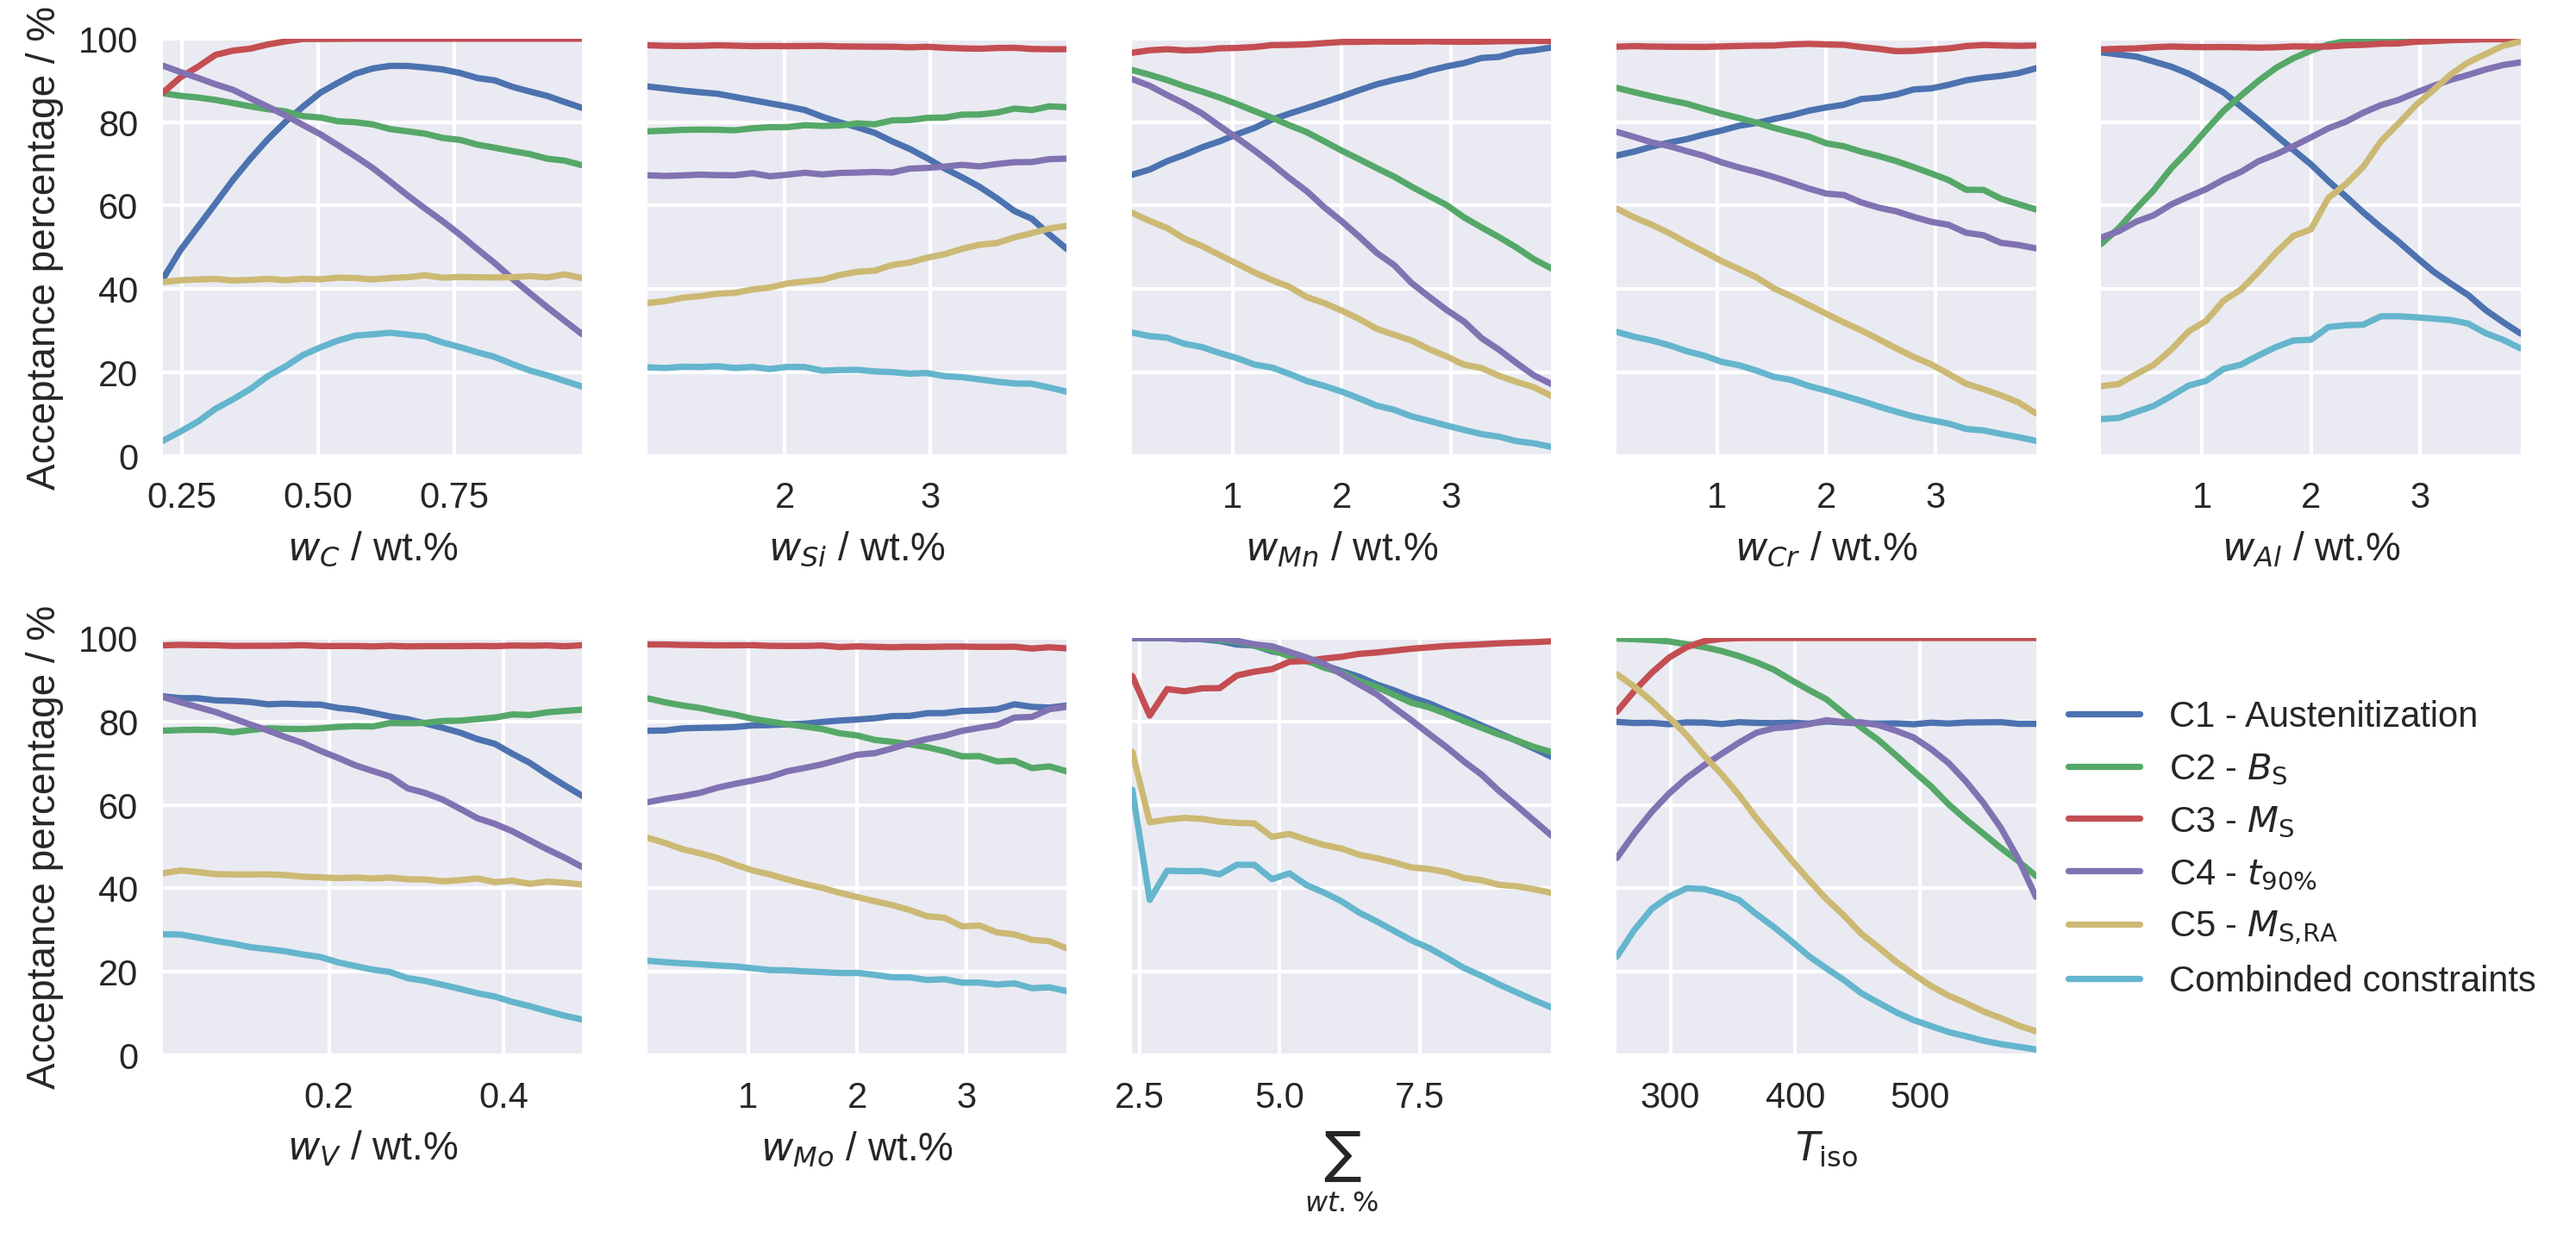 Acceptance percentage / %
100
80
60
40
20
0
0.25 0.50 0.75
w_C / wt.%
2 3
w_Si / wt.%
1 2 3
w_Mn / wt.%
1 2 3
w_Cr / wt.%
1 2 3
w_Al / wt.%
Acceptance percentage / %
100
80
60
40
20
0
0.2 0.4
w_V / wt.%
1 2 3
w_Mo / wt.%
2.5 5.0 7.5
∑
wt.%
300 400 500
T_iso
C1 - Austenitization
C2 - B_S
C3 - M_S
C4 - t_90%
C5 - M_S,RA
Combinded constraints